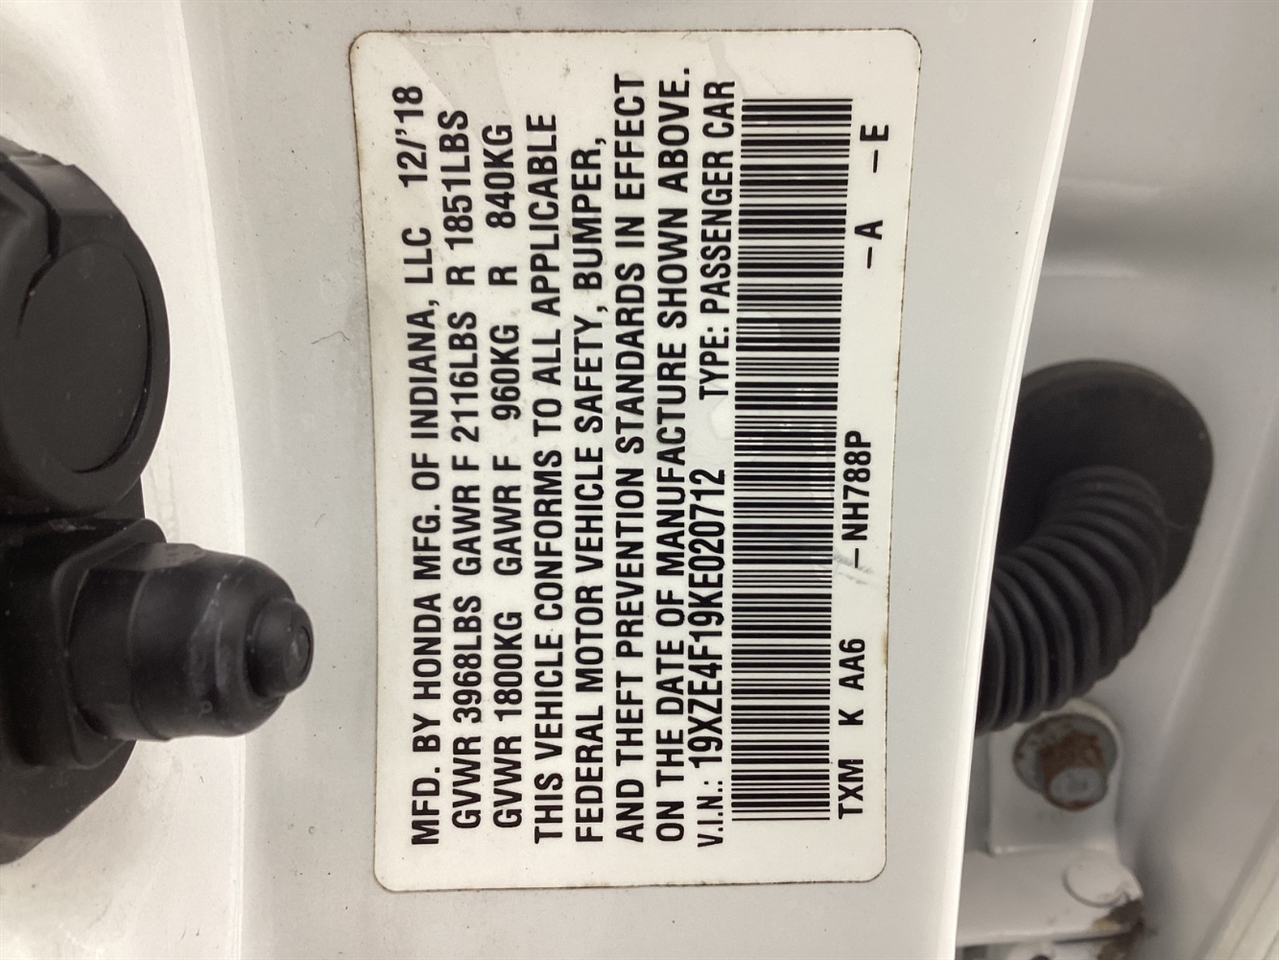 MFD. BY HONDA MFG. OF INDIANA, LLC 12/'18
GVWR 3968LBS GAWR F 2116LBS R 1851LBS
GVWR 1800KG GAWR F 960KG R 840KG
THIS VEHICLE CONFORMS TO ALL APPLICABLE
FEDERAL MOTOR VEHICLE SAFETY, BUMPER,
AND THEFT PREVENTION STANDARDS IN EFFECT
ON THE DATE OF MANUFACTURE SHOWN ABOVE.
V.I.N.: 19XZE4F19KE020712 TYPE: PASSENGER CAR
TXM K AA6 -NH788P -A -E